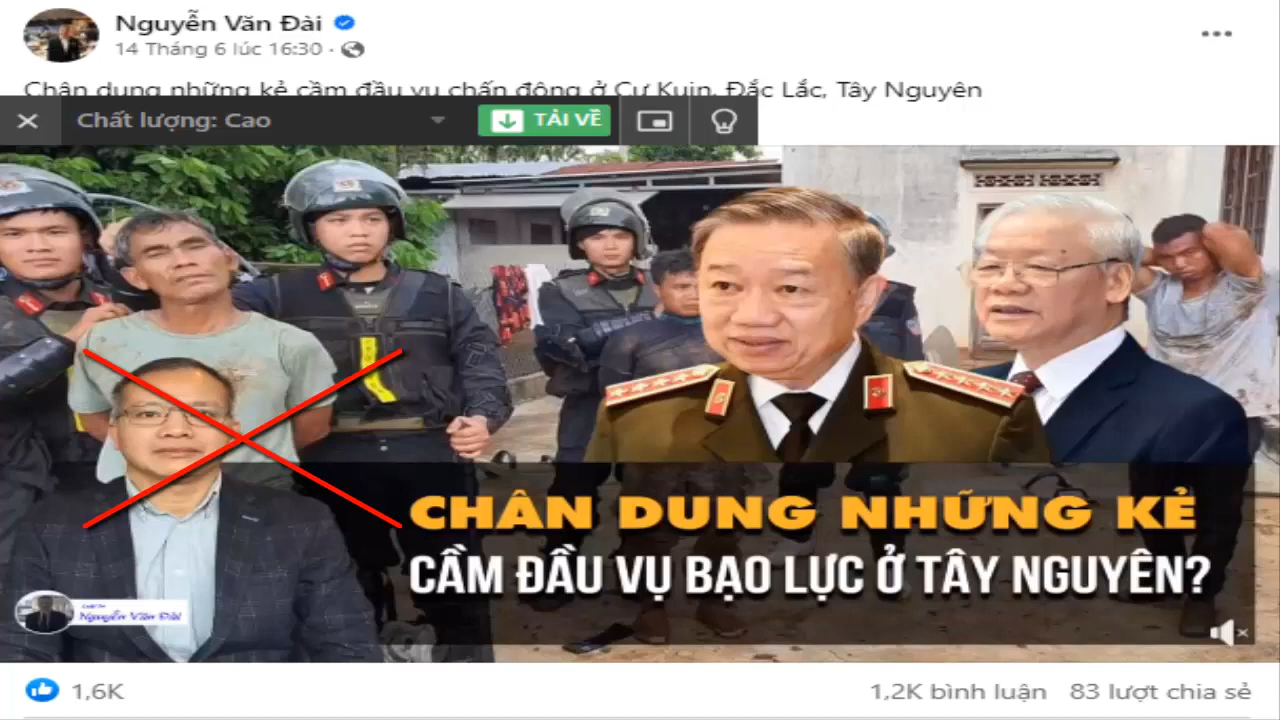 Nguyễn Văn Đài
14 Tháng 6 lúc 16:30 ·
Chân dung những kẻ cầm đầu vụ chấn động ở Cư Kuin, Đắc Lắc, Tây Nguyên
Chất lượng: Cao
TẢI VỀ
CHÂN DUNG NHỮNG KẺ
CẦM ĐẦU VỤ BẠO LỰC Ở TÂY NGUYÊN?
Nguyễn Văn Đài
1,6K
1,2K bình luận 83 lượt chia sẻ